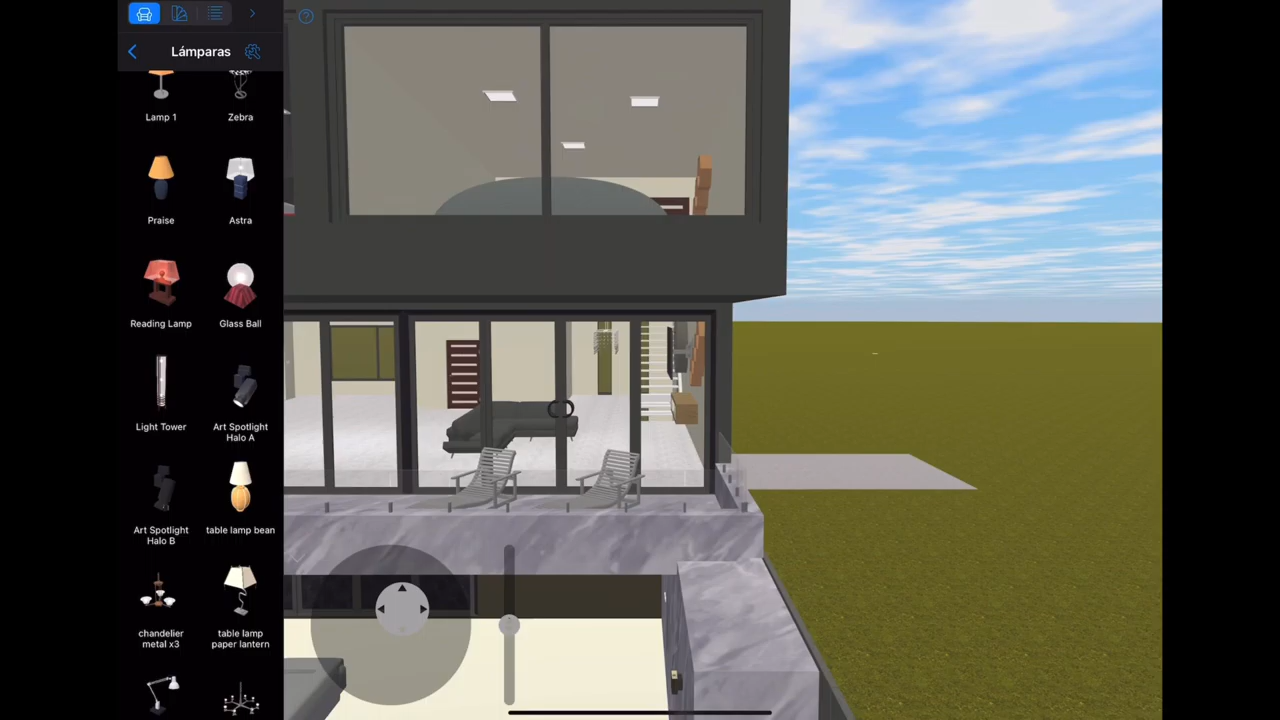 Lámparas
Lamp 1
Zebra
Praise
Astra
Reading Lamp
Glass Ball
Light Tower
Art Spotlight
Halo A
Art Spotlight
Halo B
table lamp bean
chandelier
metal x3
table lamp
paper lantern